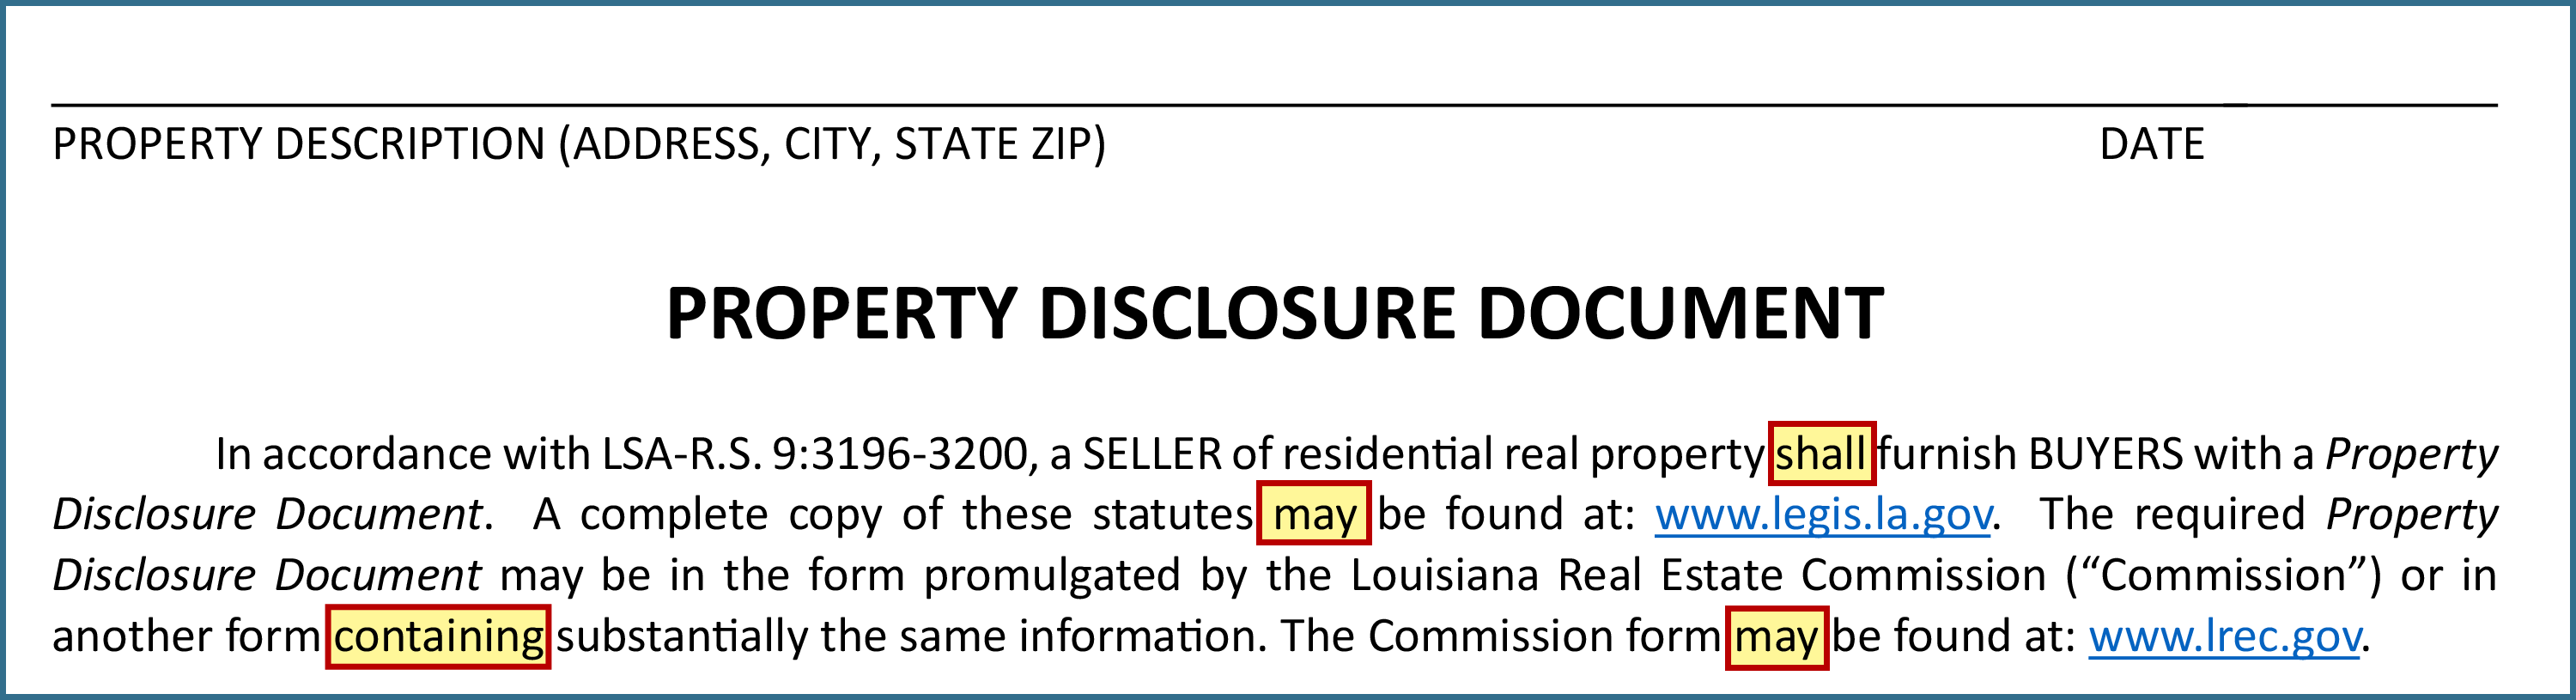 PROPERTY DESCRIPTION (ADDRESS, CITY, STATE ZIP) DATE
PROPERTY DISCLOSURE DOCUMENT
In accordance with LSA-R.S. 9:3196-3200, a SELLER of residential real property shall furnish BUYERS with a Property
Disclosure Document. A complete copy of these statutes may be found at: www.legis.la.gov. The required Property
Disclosure Document may be in the form promulgated by the Louisiana Real Estate Commission (“Commission”) or in
another form containing substantially the same information. The Commission form may be found at: www.lrec.gov.